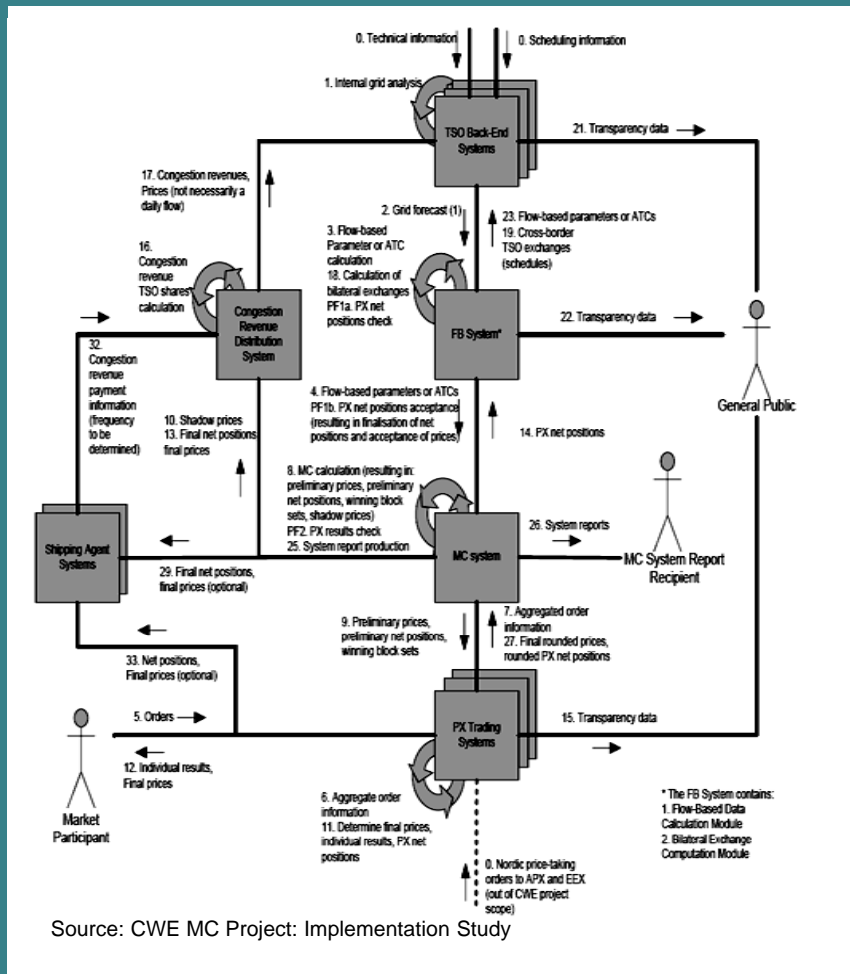 0. Technical information
0. Scheduling information
1. Internal grid analysis
TSO Back-End
Systems
21. Transparency data
17. Congestion revenues,
Prices (not necessarily a
daily flow)
2. Grid forecast (1)
23. Flow-based parameters or ATCs
19. Cross-border
TSO exchanges
(schedules)
3. Flow-based
Parameter or ATC
calculation
18. Calculation of
bilateral exchanges
PF1a. PX net
positions check
16.
Congestion
revenue
TSO shares
calculation
Congestion
Revenue
Distribution
System
FB System*
22. Transparency data
General Public
32.
Congestion
revenue
payment
information
(frequency
to be
determined)
10. Shadow prices
13. Final net positions,
final prices
4. Flow-based parameters or ATCs
PF1b. PX net positions acceptance
(resulting in finalisation of net
positions and acceptance of prices)
14. PX net positions
8. MC calculation (resulting in:
preliminary prices, preliminary
net positions, winning block
sets, shadow prices)
PF2. PX results check
25. System report production
MC system
26. System reports
MC System Report
Recipient
Shipping Agent
Systems
29. Final net positions,
final prices (optional)
9. Preliminary prices,
preliminary net positions,
winning block sets
7. Aggregated order
information
27. Final rounded prices,
rounded PX net positions
33. Net positions,
Final prices (optional)
5. Orders
12. Individual results,
Final prices
Market
Participant
PX Trading
Systems
15. Transparency data
6. Aggregate order
information
11. Determine final prices,
individual results, PX net
positions
* The FB System contains:
1. Flow-Based Data
Calculation Module
2. Bilateral Exchange
Computation Module
0. Nordic price-taking
orders to APX and EEX
(out of CWE project
scope)
Source: CWE MC Project: Implementation Study